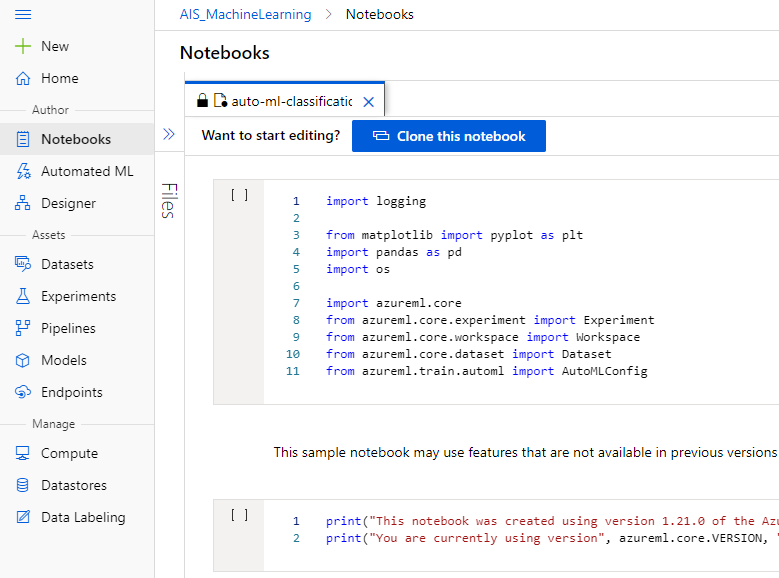 AIS_MachineLearning > Notebooks
New
Home
Author
Notebooks
Automated ML
Designer
Assets
Datasets
Experiments
Pipelines
Models
Endpoints
Manage
Compute
Datastores
Data Labeling
Notebooks
auto-ml-classificatic
Want to start editing? Clone this notebook
Files
[ ]
1 import logging
2
3 from matplotlib import pyplot as plt
4 import pandas as pd
5 import os
6
7 import azureml.core
8 from azureml.core.experiment import Experiment
9 from azureml.core.workspace import Workspace
10 from azureml.core.dataset import Dataset
11 from azureml.train.automl import AutoMLConfig
This sample notebook may use features that are not available in previous versions
[ ]
1 print("This notebook was created using version 1.21.0 of the Azu
2 print("You are currently using version", azureml.core.VERSION, "